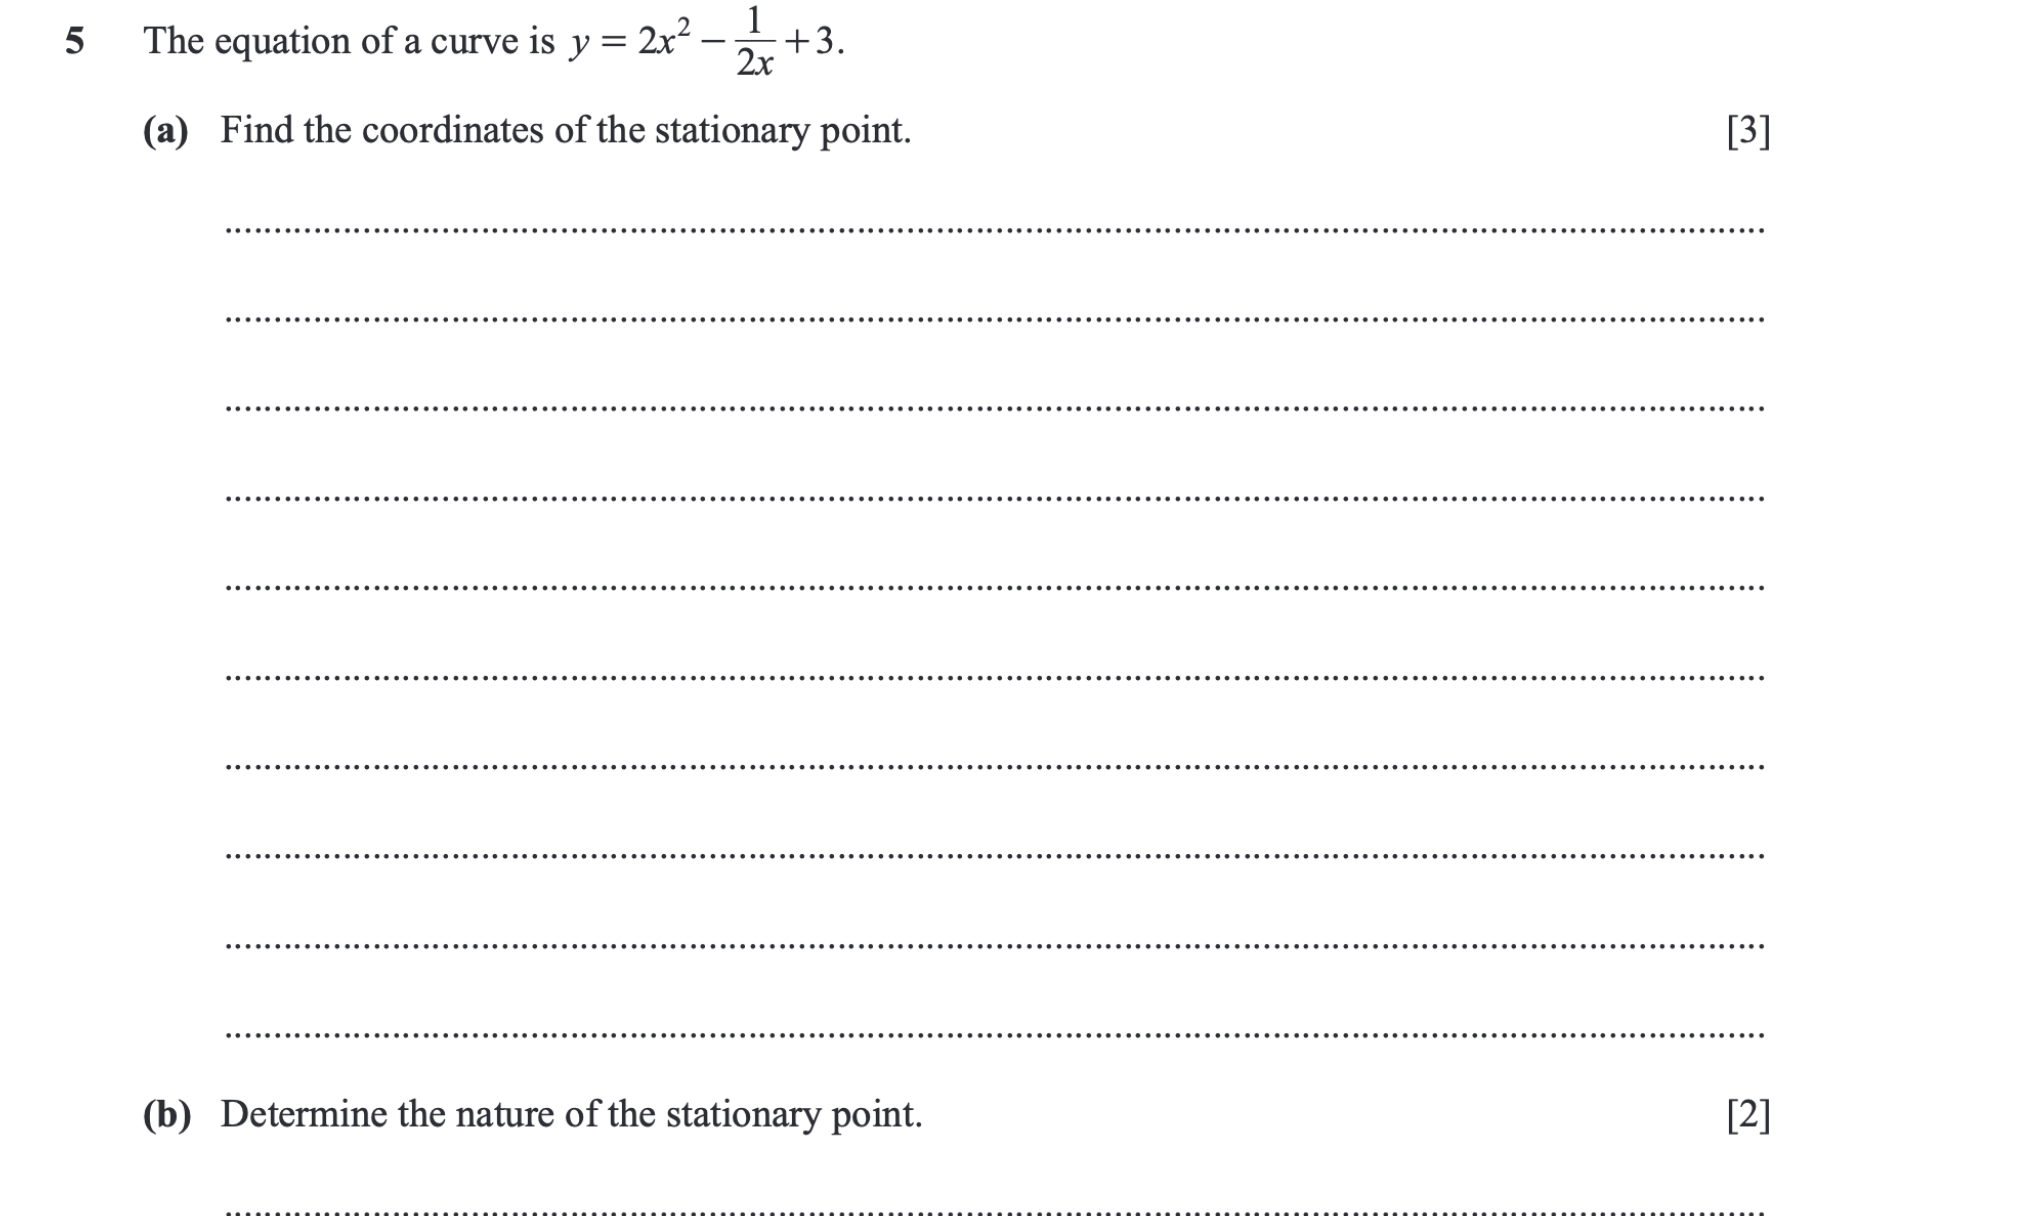 5 The equation of a curve is y = 2x² − 1/2x + 3.
(a) Find the coordinates of the stationary point. [3]
(b) Determine the nature of the stationary point. [2]